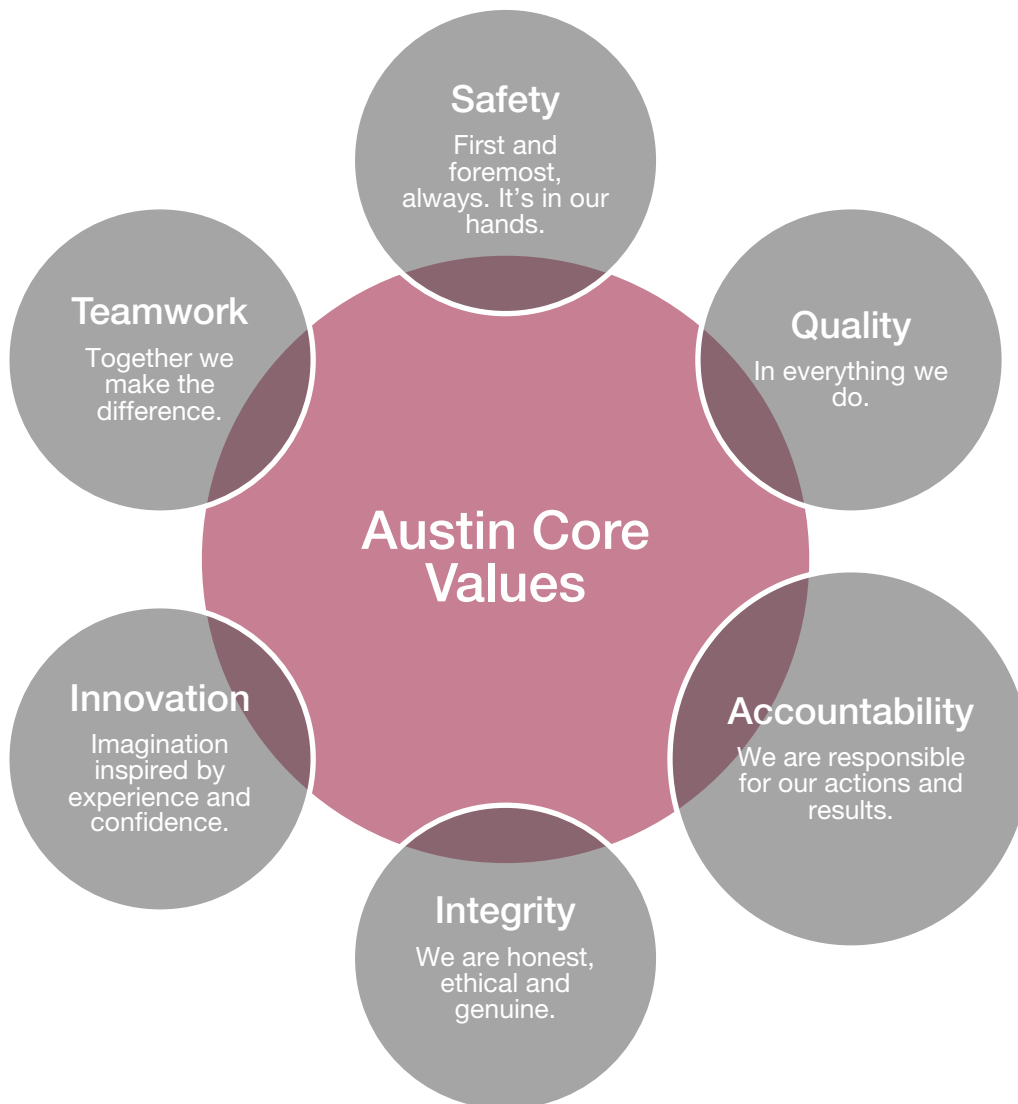 Safety
First and
foremost,
always. It’s in our
hands.
Teamwork
Together we
make the
difference.
Quality
In everything we
do.
Austin Core
Values
Innovation
Imagination
inspired by
experience and
confidence.
Accountability
We are responsible
for our actions and
results.
Integrity
We are honest,
ethical and
genuine.